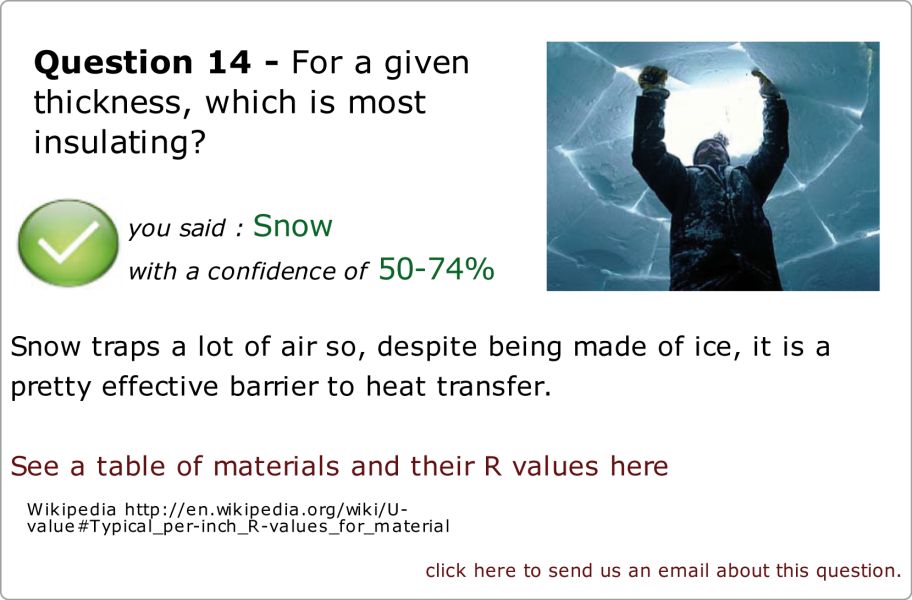 Question 14 - For a given
thickness, which is most
insulating?
you said : Snow
with a confidence of 50-74%
Snow traps a lot of air so, despite being made of ice, it is a
pretty effective barrier to heat transfer.
See a table of materials and their R values here
Wikipedia http://en.wikipedia.org/wiki/U-
value#Typical_per-inch_R-values_for_material
click here to send us an email about this question.